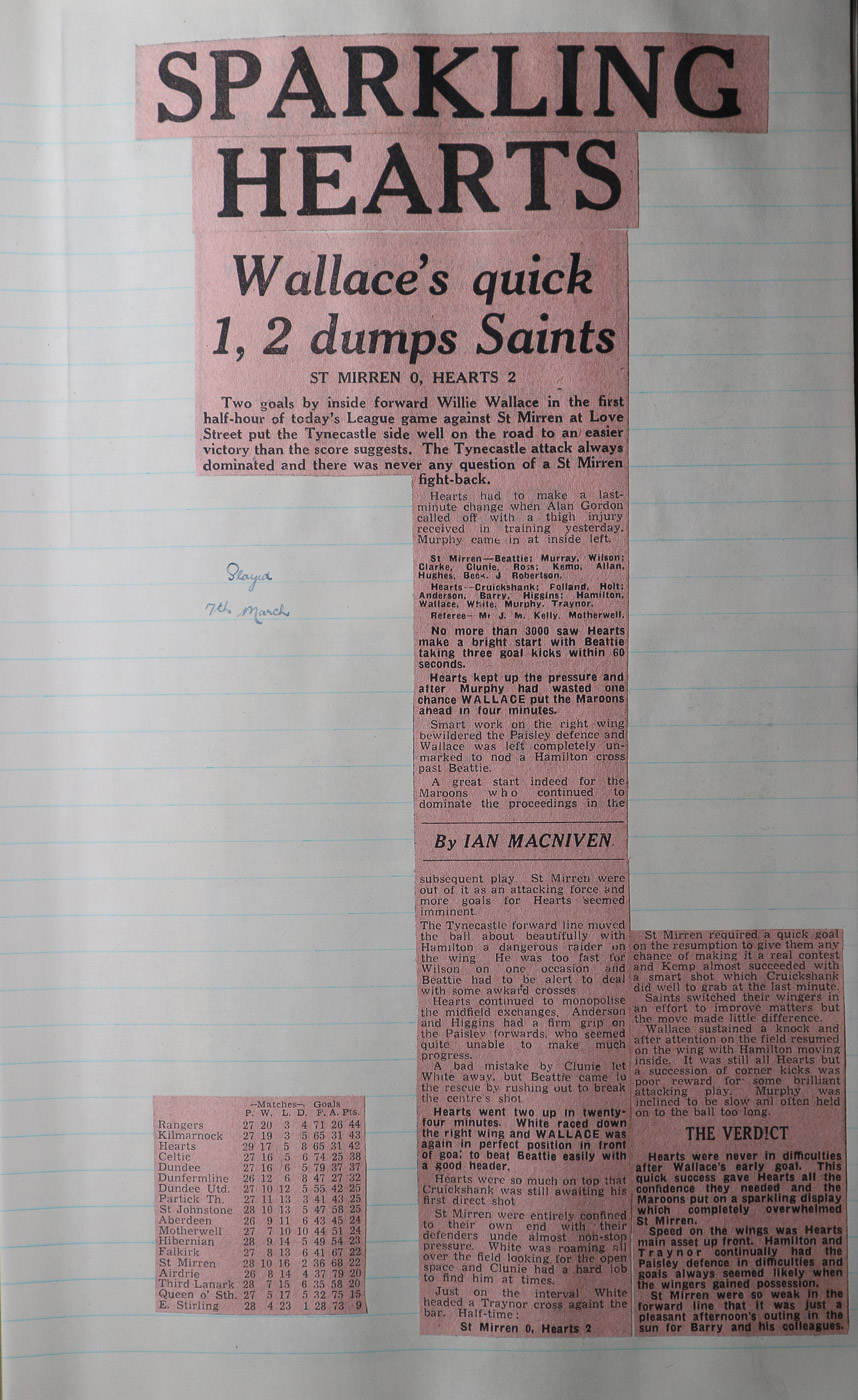 SPARKLING
HEARTS
Wallace's quick
1, 2 dumps Saints
ST MIRREN 0, HEARTS 2
Two goals by inside forward Willie Wallace in the first
half-hour of today's League game against St Mirren at Love
Street put the Tynecastle side well on the road to an easier
victory than the score suggests. The Tynecastle attack always
dominated and there was never any question of a St Mirren
fight-back.
Hearts had to make a last-
minute change when Alan Gordon
called off with a thigh injury
received in training yesterday.
Murphy came in at inside left.
St Mirren—Beattie; Murray, Wilson;
Clarke, Clunie, Ross; Kemp, Allan,
Hughes, Beck, J Robertson.
Hearts—Cruickshank; Polland, Holt;
Anderson, Barry, Higgins; Hamilton,
Wallace, White, Murphy, Traynor.
Referee—Mr J. M. Kelly, Motherwell.
No more than 3000 saw Hearts
make a bright start with Beattie
taking three goal kicks within 60
seconds.
Hearts kept up the pressure and
after Murphy had wasted one
chance WALLACE put the Maroons
ahead in four minutes.
Smart work on the right wing
bewildered the Paisley defence and
Wallace was left completely un-
marked to nod a Hamilton cross
past Beattie.
A great start indeed for the
Maroons who continued to
dominate the proceedings in the
By IAN MACNIVEN
subsequent play. St Mirren were
out of it as an attacking force and
more goals for Hearts seemed
imminent.
The Tynecastle forward line moved
the ball about beautifully with
Hamilton a dangerous raider on
the wing He was too fast for
Wilson on one occasion and
Beattie had to be alert to deal
with some awkard crosses
Hearts continued to monopolise
the midfield exchanges, Anderson
and Higgins had a firm grip on
the Paisley forwards, who seemed
quite unable to make much
progress.
A bad mistake by Clunie let
White away, but Beattie came to
the rescue by rushing out to break
the centre's shot.
Hearts went two up in twenty-
four minutes. White raced down
the right wing and WALLACE was
again in perfect position in front
of goal to beat Beattie easily with
a good header.
Hearts were so much on top that
Cruickshank was still awaiting his
first direct shot
St Mirren were entirely confined
to their own end with their
defenders unde almost non-stop
pressure. White was roaming all
over the field looking for the open
space and Clunie had a hard job
to find him at times.
Just on the interval White
headed a Traynor cross againt the
bar. Half-time:
St Mirren 0, Hearts 2
St Mirren required a quick goal
on the resumption to give them any
chance of making it a real contest
and Kemp almost succeeded with
a smart shot which Cruickshank
did well to grab at the last minute.
Saints switched their wingers in
an effort to improve matters but
the move made little difference.
Wallace sustained a knock and
after attention on the field resumed
on the wing with Hamilton moving
inside. It was still all Hearts but
a succession of corner kicks was
poor reward for some brilliant
attacking play. Murphy was
inclined to be slow anl often held
on to the ball too long.
THE VERDICT
Hearts were never in difficulties
after Wallace's early goal. This
quick success gave Hearts all the
confidence they needed and the
Maroons put on a sparkling display
which completely overwhelmed
St Mirren.
Speed on the wings was Hearts
main asset up front. Hamilton and
Traynor continually had the
Paisley defence in difficulties and
goals always seemed likely when
the wingers gained possession.
St Mirren were so weak in the
forward line that it was just a
pleasant afternoon's outing in the
sun for Barry and his colleagues.
Played
7th March
—Matches—, Goals
P. W. L. D. F. A. Pts.
Rangers 27 20 3 4 71 26 44
Kilmarnock 27 19 3 5 65 31 43
Hearts 29 17 5 8 65 31 42
Celtic 27 16 5 6 74 25 38
Dundee 27 16 6 5 79 37 37
Dunfermline 26 12 6 8 47 27 32
Dundee Utd. 27 10 12 5 55 42 25
Partick Th. 27 11 13 3 41 43 25
St Johnstone 28 10 13 5 47 58 25
Aberdeen 26 9 11 6 43 45 24
Motherwell 27 7 10 10 44 51 24
Hibernian 28 9 14 5 49 54 23
Falkirk 27 8 13 6 41 67 22
St Mirren 28 10 16 2 36 68 22
Airdrie 26 8 14 4 37 79 20
Third Lanark 28 7 15 6 35 58 20
Queen o' Sth. 27 5 17 5 32 75 15
E. Stirling 28 4 23 1 28 73 9